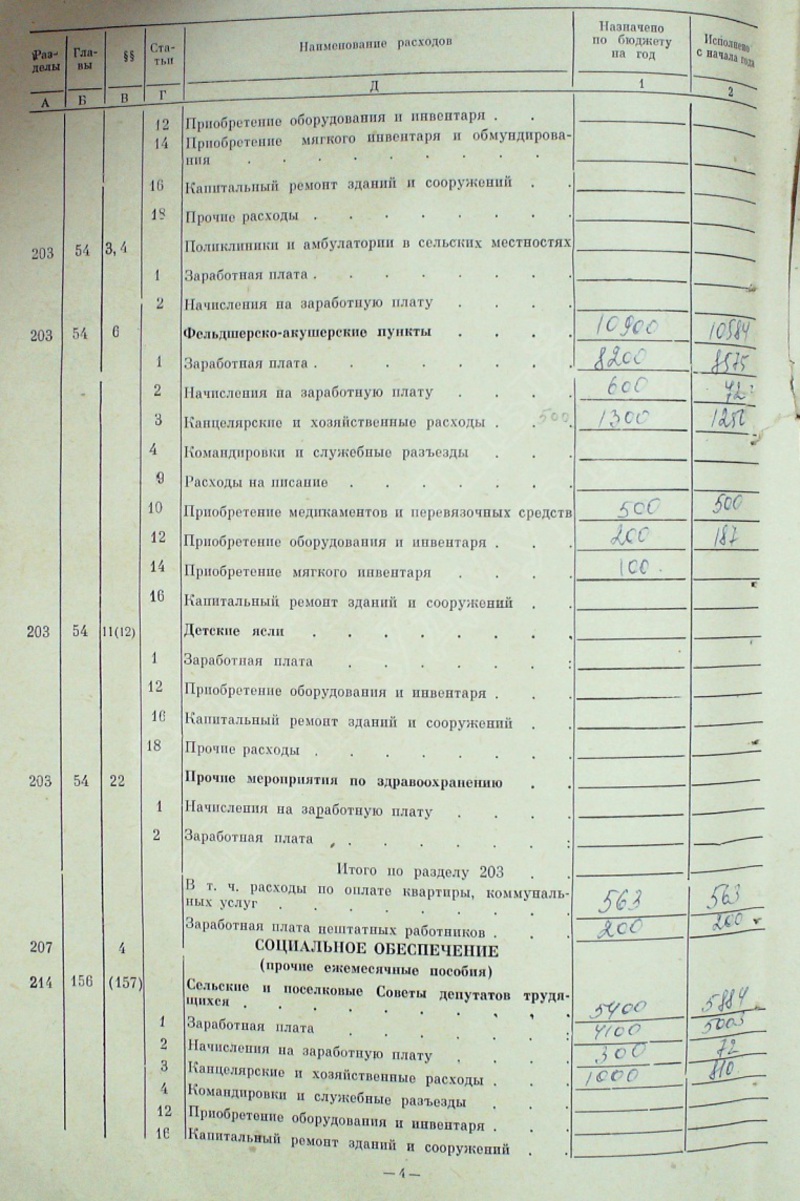 Раз-делы Гла-вы §§ Ста-тьи Наименование расходов Назначено по бюджету на год Исполнено с начала года
А Б В Г Д 1 2
12 Приобретение оборудования и инвентаря . .
14 Приобретение мягкого инвентаря и обмундирова-
ния . . . . . . . . .
16 Капитальный ремонт зданий и сооружений . .
18 Прочие расходы . . . . . . . .
203 54 3,4 Поликлиники и амбулатории в сельских местностях
1 Заработная плата . . . . . . . .
2 Начисления на заработную плату . . . .
203 54 6 Фельдшерско-акушерские пункты . . . . 10900 10584
1 Заработная плата . . . . . . . . 8200 8575
2 Начисления на заработную плату . . . . 600 72
3 Канцелярские и хозяйственные расходы . . . 500 1300 1252
4 Командировки и служебные разъезды . . .
9 Расходы на писание . . . . . . .
10 Приобретение медикаментов и перевязочных средств 500 500
12 Приобретение оборудования и инвентаря . . . 200 187
14 Приобретение мягкого инвентаря . . . . 100
16 Капитальный ремонт зданий и сооружений . .
203 54 11(12) Детские ясли . . . . . . . .
1 Заработная плата . . . . . . :
12 Приобретение оборудования и инвентаря . . .
16 Капитальный ремонт зданий и сооружений . .
18 Прочие расходы . . . . . . . .
203 54 22 Прочие мероприятия по здравоохранению . .
1 Начисления на заработную плату . . . .
2 Заработная плата . . . . . . :
Итого по разделу 203 . .
В т. ч. расходы по оплате квартиры, коммуналь-
ных услуг . . . . . . . . 563 563
Заработная плата нештатных работников . . . 200 200
207 4 СОЦИАЛЬНОЕ ОБЕСПЕЧЕНИЕ
(прочие ежемесячные пособия)
214 156 (157) Сельские и поселковые Советы депутатов трудя-
щихся . . . . . . . . . 5400 5884
1 Заработная плата . . . . . : 4100 5003
2 Начисления на заработную плату . . . . 300 72
3 Канцелярские и хозяйственные расходы . . . 1000 810
4 Командировки и служебные разъезды . . .
12 Приобретение оборудования и инвентаря . . .
16 Капитальный ремонт зданий и сооружений . .
— 4 —